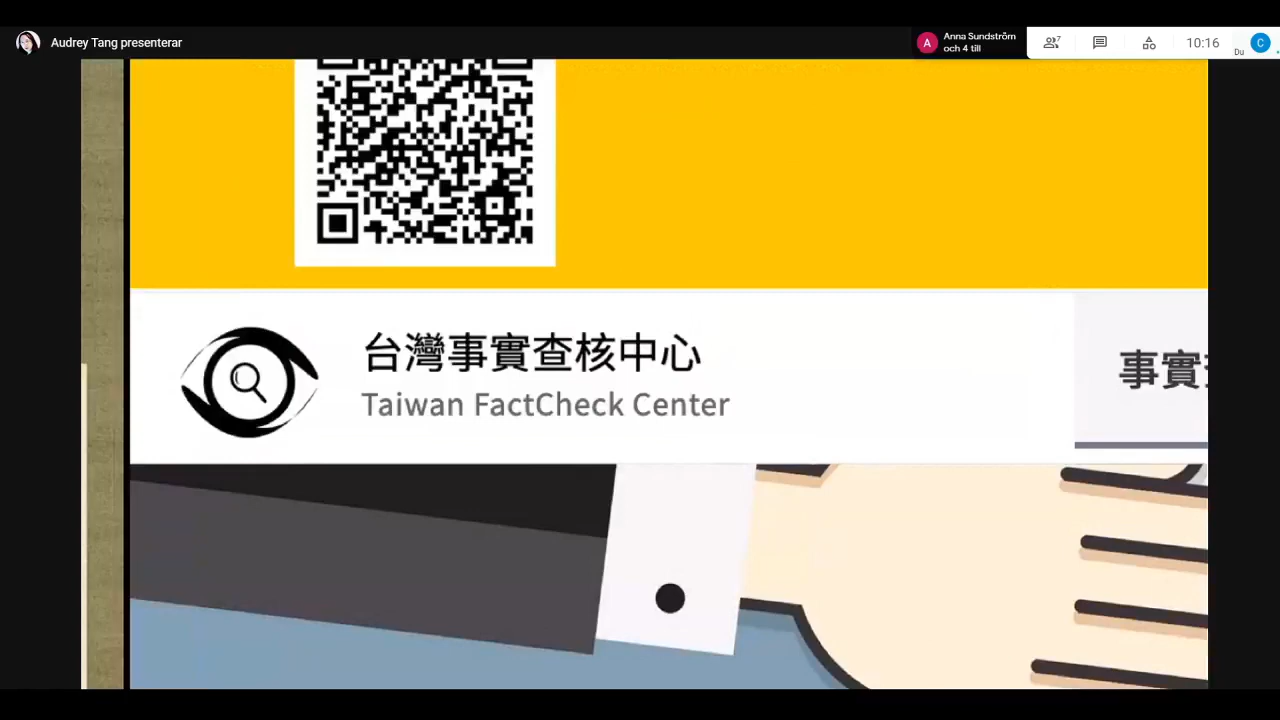 Audrey Tang presenterar
A
Anna Sundström
och 4 till
7
10:16
Du
C
台灣事實查核中心
Taiwan FactCheck Center
事實